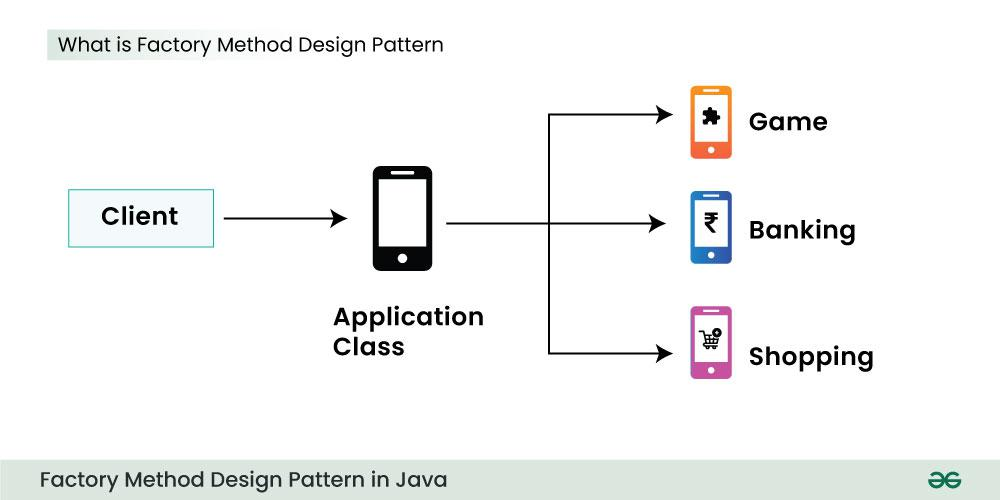 What is Factory Method Design Pattern
Client
Application
Class
Game
₹
Banking
Shopping
Factory Method Design Pattern in Java